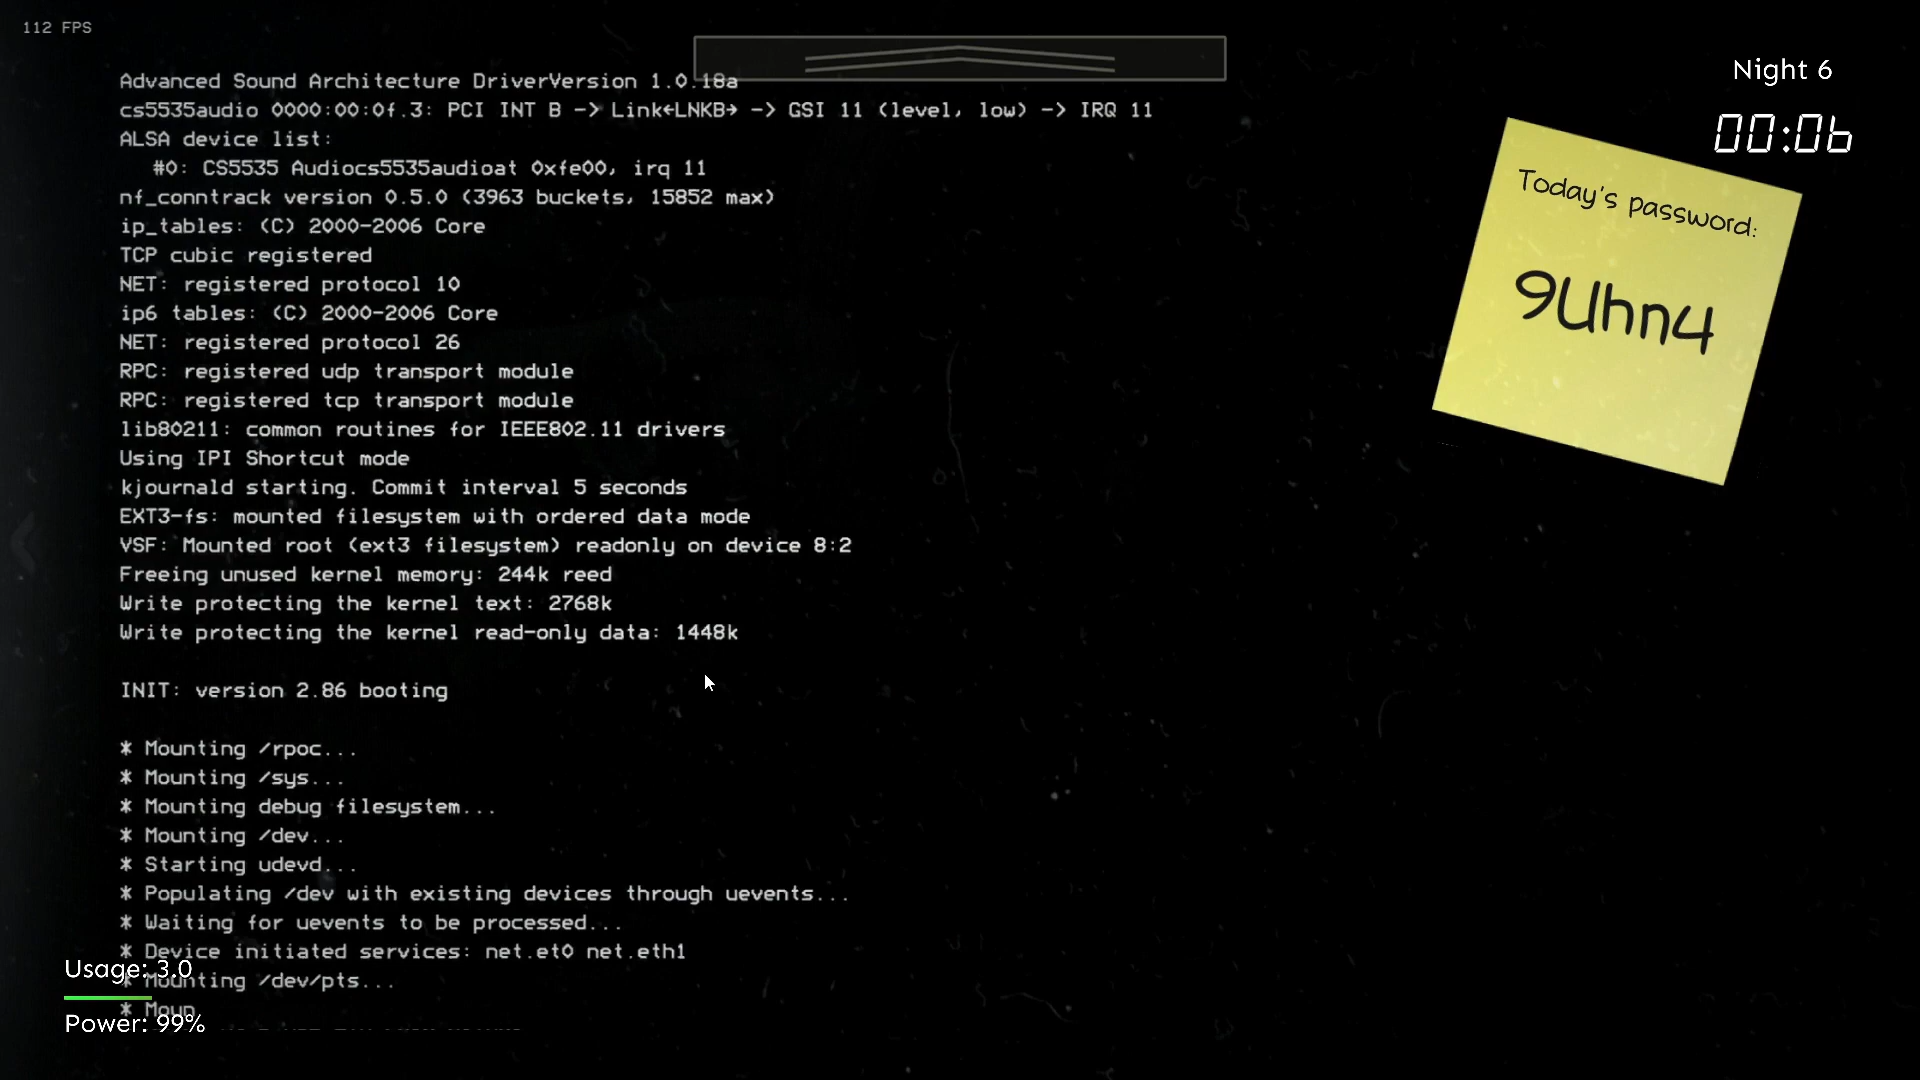 112 FPS
Night 6
00:06
Advanced Sound Architecture DriverVersion 1.0.18a
cs5535audio 0000:00:0f.3: PCI INT B -> Link←LNKB→ -> GSI 11 (level, low) -> IRQ 11
ALSA device list:
#0: CS5535 Audiocs5535audioat 0xfe00, irq 11
nf_conntrack version 0.5.0 (3963 buckets, 15852 max)
ip_tables: (C) 2000-2006 Core
TCP cubic registered
NET: registered protocol 10
ip6 tables: (C) 2000-2006 Core
NET: registered protocol 26
RPC: registered udp transport module
RPC: registered tcp transport module
lib80211: common routines for IEEE802.11 drivers
Using IPI Shortcut mode
kjournald starting. Commit interval 5 seconds
EXT3-fs: mounted filesystem with ordered data mode
VSF: Mounted root (ext3 filesystem) readonly on device 8:2
Freeing unused kernel memory: 244k reed
Write protecting the kernel text: 2768k
Write protecting the kernel read-only data: 1448k
INIT: version 2.86 booting
* Mounting /rpoc...
* Mounting /sys...
* Mounting debug filesystem...
* Mounting /dev...
* Starting udevd...
* Populating /dev with existing devices through uevents...
* Waiting for uevents to be processed...
* Device initiated services: net.et0 net.eth1
* Mounting /dev/pts...
* Moun
Today's password:
9Uhn4
Usage: 3.0
Power: 99%